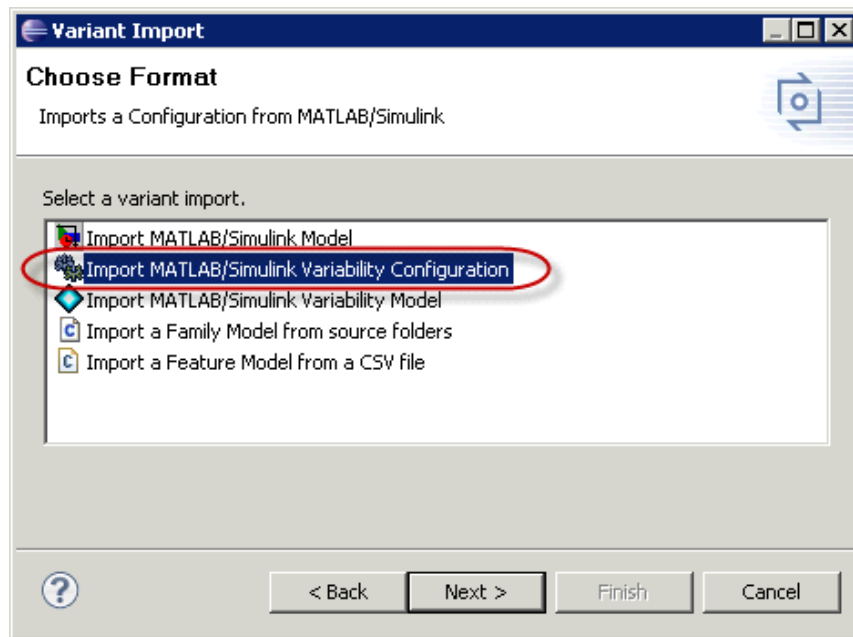 Variant Import
Choose Format
Imports a Configuration from MATLAB/Simulink
Select a variant import.
Import MATLAB/Simulink Model
Import MATLAB/Simulink Variability Configuration
Import MATLAB/Simulink Variability Model
Import a Family Model from source folders
Import a Feature Model from a CSV file
? < Back Next > Finish Cancel